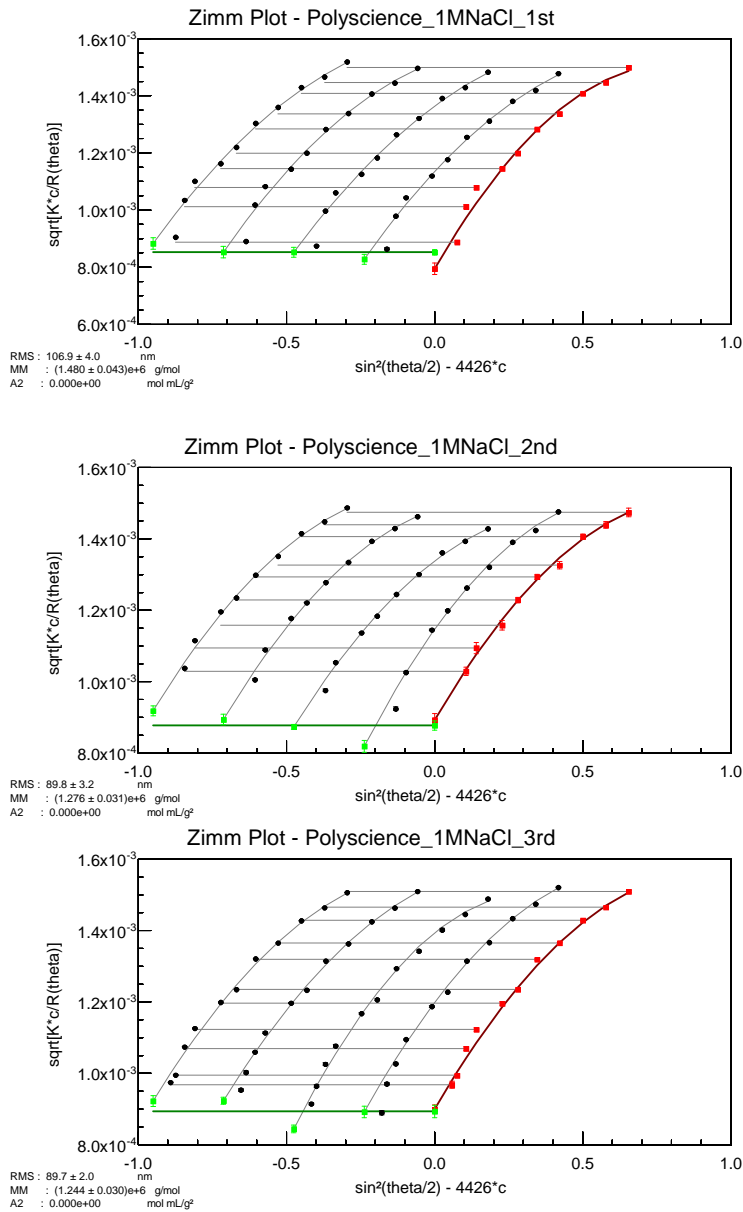 Zimm Plot - Polyscience_1MNaCl_1st
1.6x10⁻³
1.4x10⁻³
1.2x10⁻³
1.0x10⁻³
8.0x10⁻⁴
6.0x10⁻⁴
sqrt[K*c/R(theta)]
-1.0 -0.5 0.0 0.5 1.0
sin²(theta/2) - 4426*c
RMS : 106.9 ± 4.0 nm
MM : (1.480 ± 0.043)e+6 g/mol
A2 : 0.000e+00 mol mL/g²
Zimm Plot - Polyscience_1MNaCl_2nd
1.6x10⁻³
1.4x10⁻³
1.2x10⁻³
1.0x10⁻³
8.0x10⁻⁴
sqrt[K*c/R(theta)]
-1.0 -0.5 0.0 0.5 1.0
sin²(theta/2) - 4426*c
RMS : 89.8 ± 3.2 nm
MM : (1.276 ± 0.031)e+6 g/mol
A2 : 0.000e+00 mol mL/g²
Zimm Plot - Polyscience_1MNaCl_3rd
1.6x10⁻³
1.4x10⁻³
1.2x10⁻³
1.0x10⁻³
8.0x10⁻⁴
sqrt[K*c/R(theta)]
-1.0 -0.5 0.0 0.5 1.0
sin²(theta/2) - 4426*c
RMS : 89.7 ± 2.0 nm
MM : (1.244 ± 0.030)e+6 g/mol
A2 : 0.000e+00 mol mL/g²